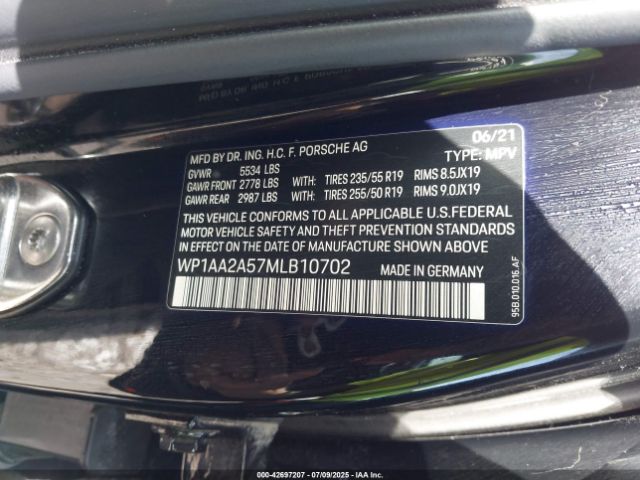 MFD BY DR. ING. H.C. F. PORSCHE AG 06/21
GVWR 5534 LBS TYPE: MPV
GAWR FRONT 2778 LBS WITH: TIRES 235/55 R19 RIMS 8.5JX19
GAWR REAR 2987 LBS WITH: TIRES 255/50 R19 RIMS 9.0JX19
THIS VEHICLE CONFORMS TO ALL APPLICABLE U.S.FEDERAL
MOTOR VEHICLE SAFETY AND THEFT PREVENTION STANDARDS
IN EFFECT ON THE DATE OF MANUFACTURE SHOWN ABOVE.
WP1AA2A57MLB10702 MADE IN GERMANY
95B.010.016.AF
000-42697207 - 07/09/2025 - IAA Inc.